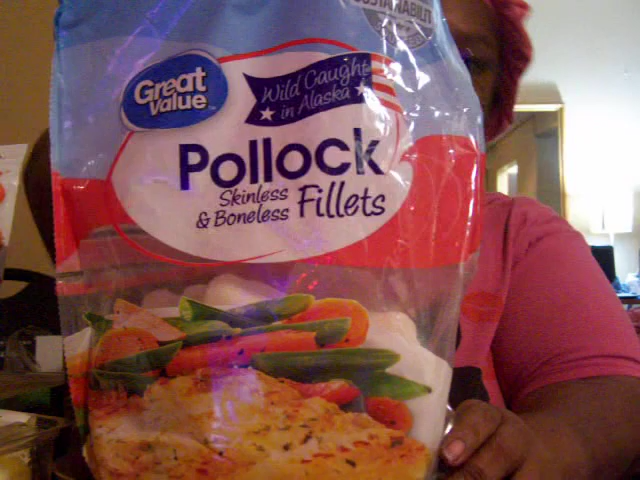 Great
Value
Wild Caught
in Alaska
Pollock
Skinless
& Boneless
Fillets